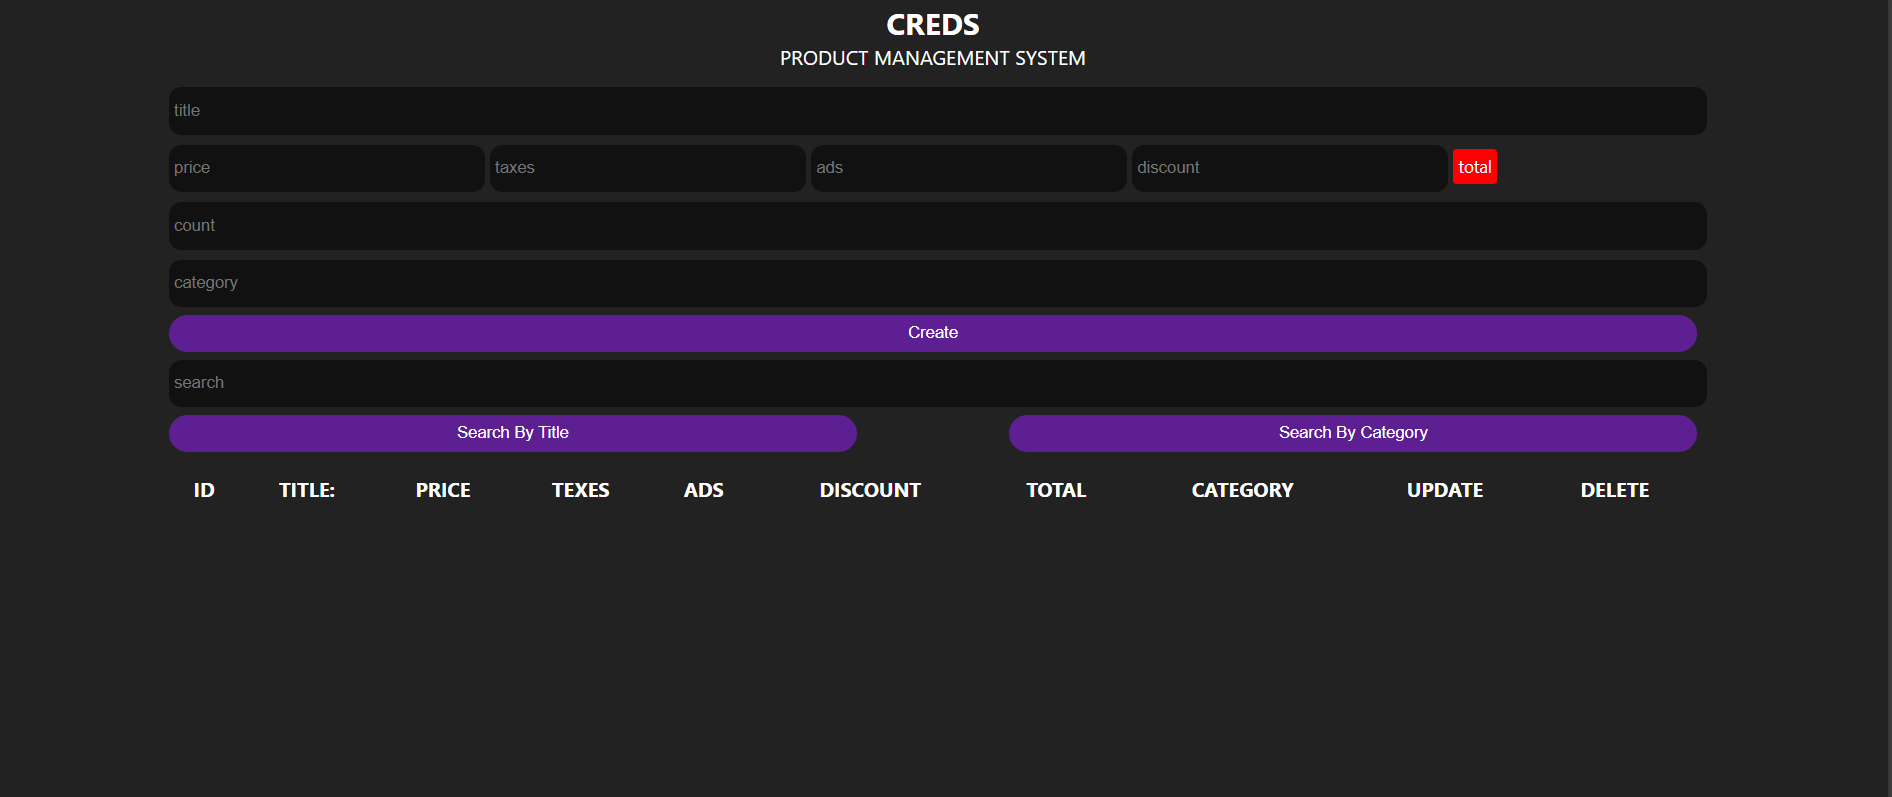 CREDS
PRODUCT MANAGEMENT SYSTEM
title
price taxes ads discount total
count
category
Create
search
Search By Title Search By Category
ID TITLE: PRICE TEXES ADS DISCOUNT TOTAL CATEGORY UPDATE DELETE